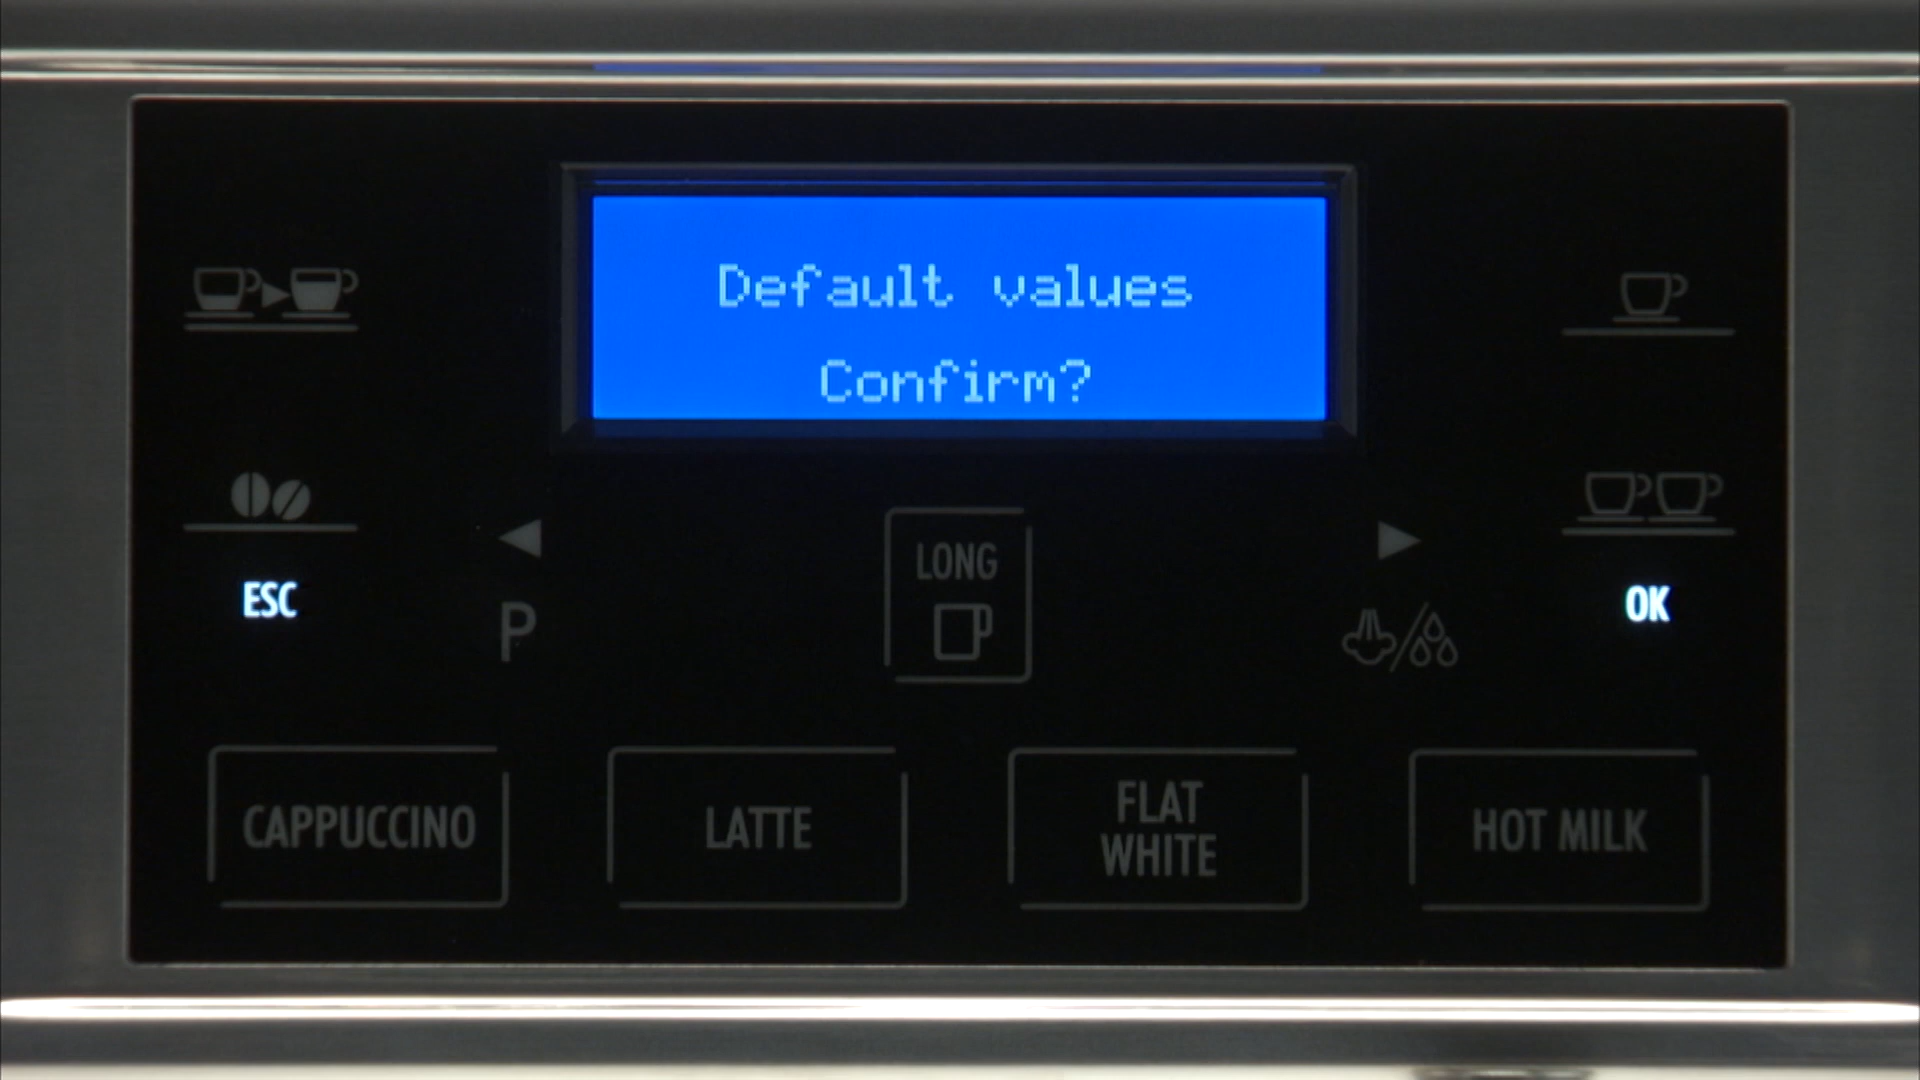 Default values
Confirm?
LONG
ESC
OK
P
CAPPUCCINO
LATTE
FLAT
WHITE
HOT MILK